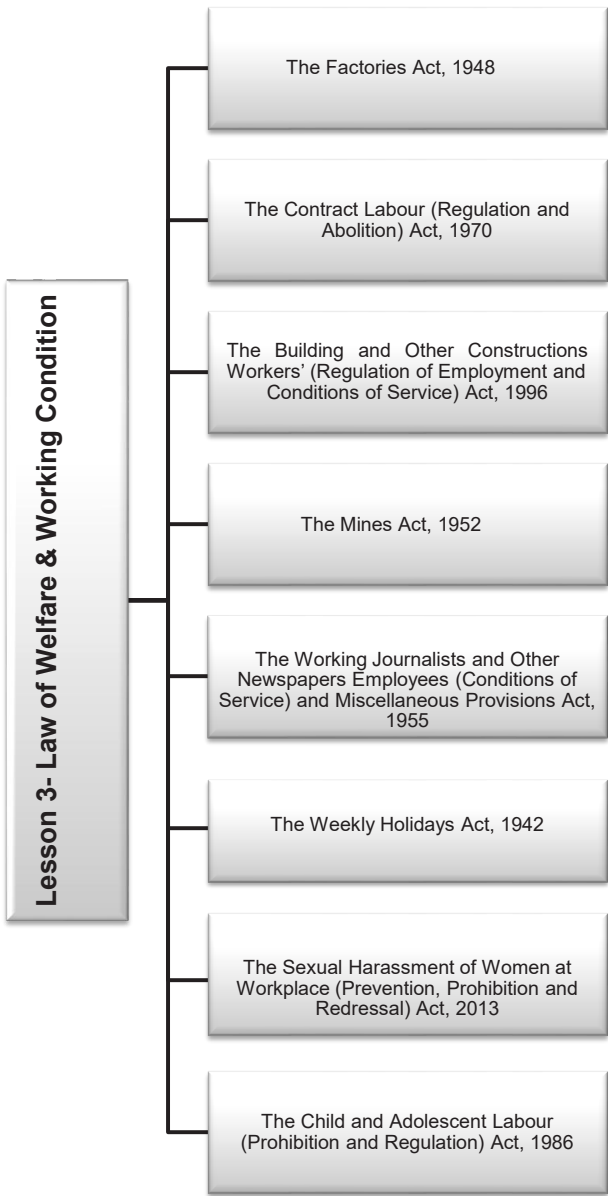 Lesson 3- Law of Welfare & Working Condition
The Factories Act, 1948
The Contract Labour (Regulation and
Abolition) Act, 1970
The Building and Other Constructions
Workers’ (Regulation of Employment and
Conditions of Service) Act, 1996
The Mines Act, 1952
The Working Journalists and Other
Newspapers Employees (Conditions of
Service) and Miscellaneous Provisions Act,
1955
The Weekly Holidays Act, 1942
The Sexual Harassment of Women at
Workplace (Prevention, Prohibition and
Redressal) Act, 2013
The Child and Adolescent Labour
(Prohibition and Regulation) Act, 1986